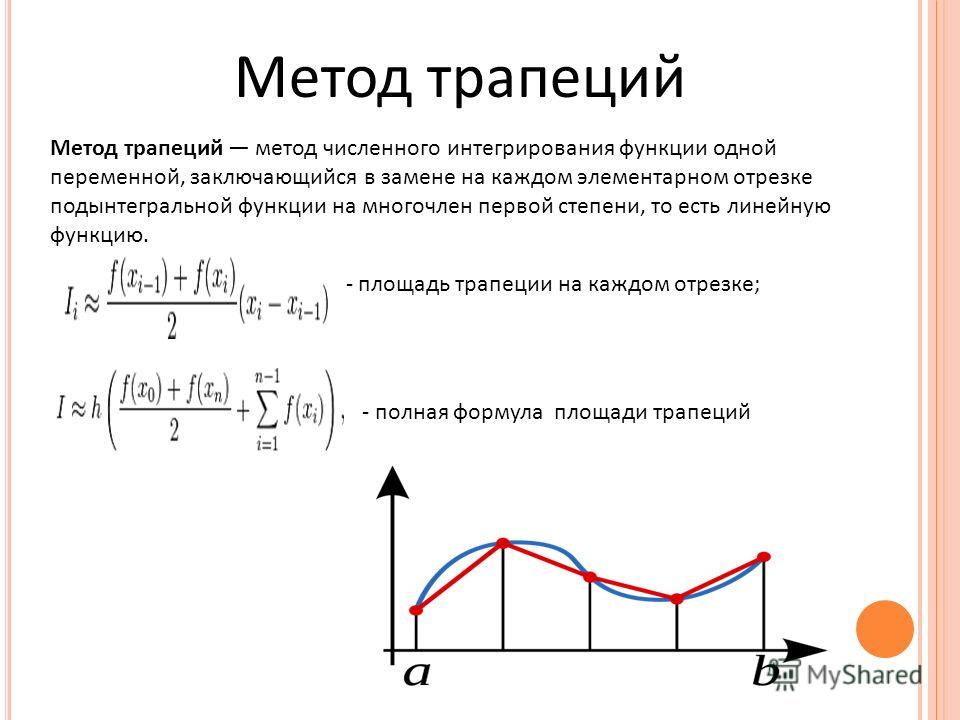 Метод трапеций
Метод трапеций — метод численного интегрирования функции одной
переменной, заключающийся в замене на каждом элементарном отрезке
подынтегральной функции на многочлен первой степени, то есть линейную
функцию.
I_i ≈ \frac{f(x_{i-1}) + f(x_i)}{2}(x_i − x_{i-1}) - площадь трапеции на каждом отрезке;
I ≈ h\left(\frac{f(x_0) + f(x_n)}{2} + \sum_{i=1}^{n-1} f(x_i)\right), - полная формула площади трапеций
a b
MyShared